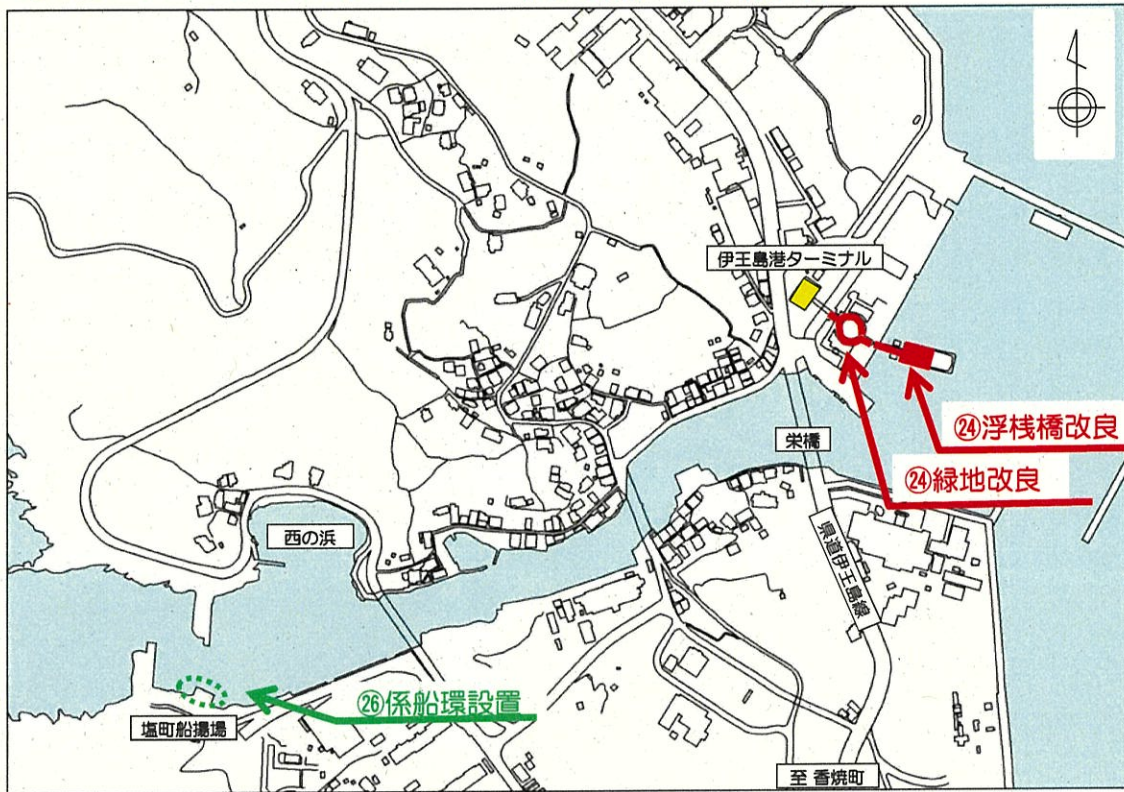 伊王島港ターミナル
㉔浮桟橋改良
栄橋
㉔緑地改良
西の浜
県道伊王島線
㉖係船環設置
塩町船揚場
至 香焼町